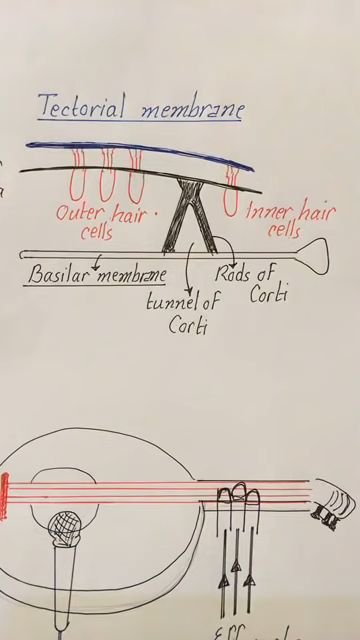 Tectorial membrane
Outer hair
cells
Inner hair
cells
Basilar membrane
Rods of
Corti
tunnel of
Corti